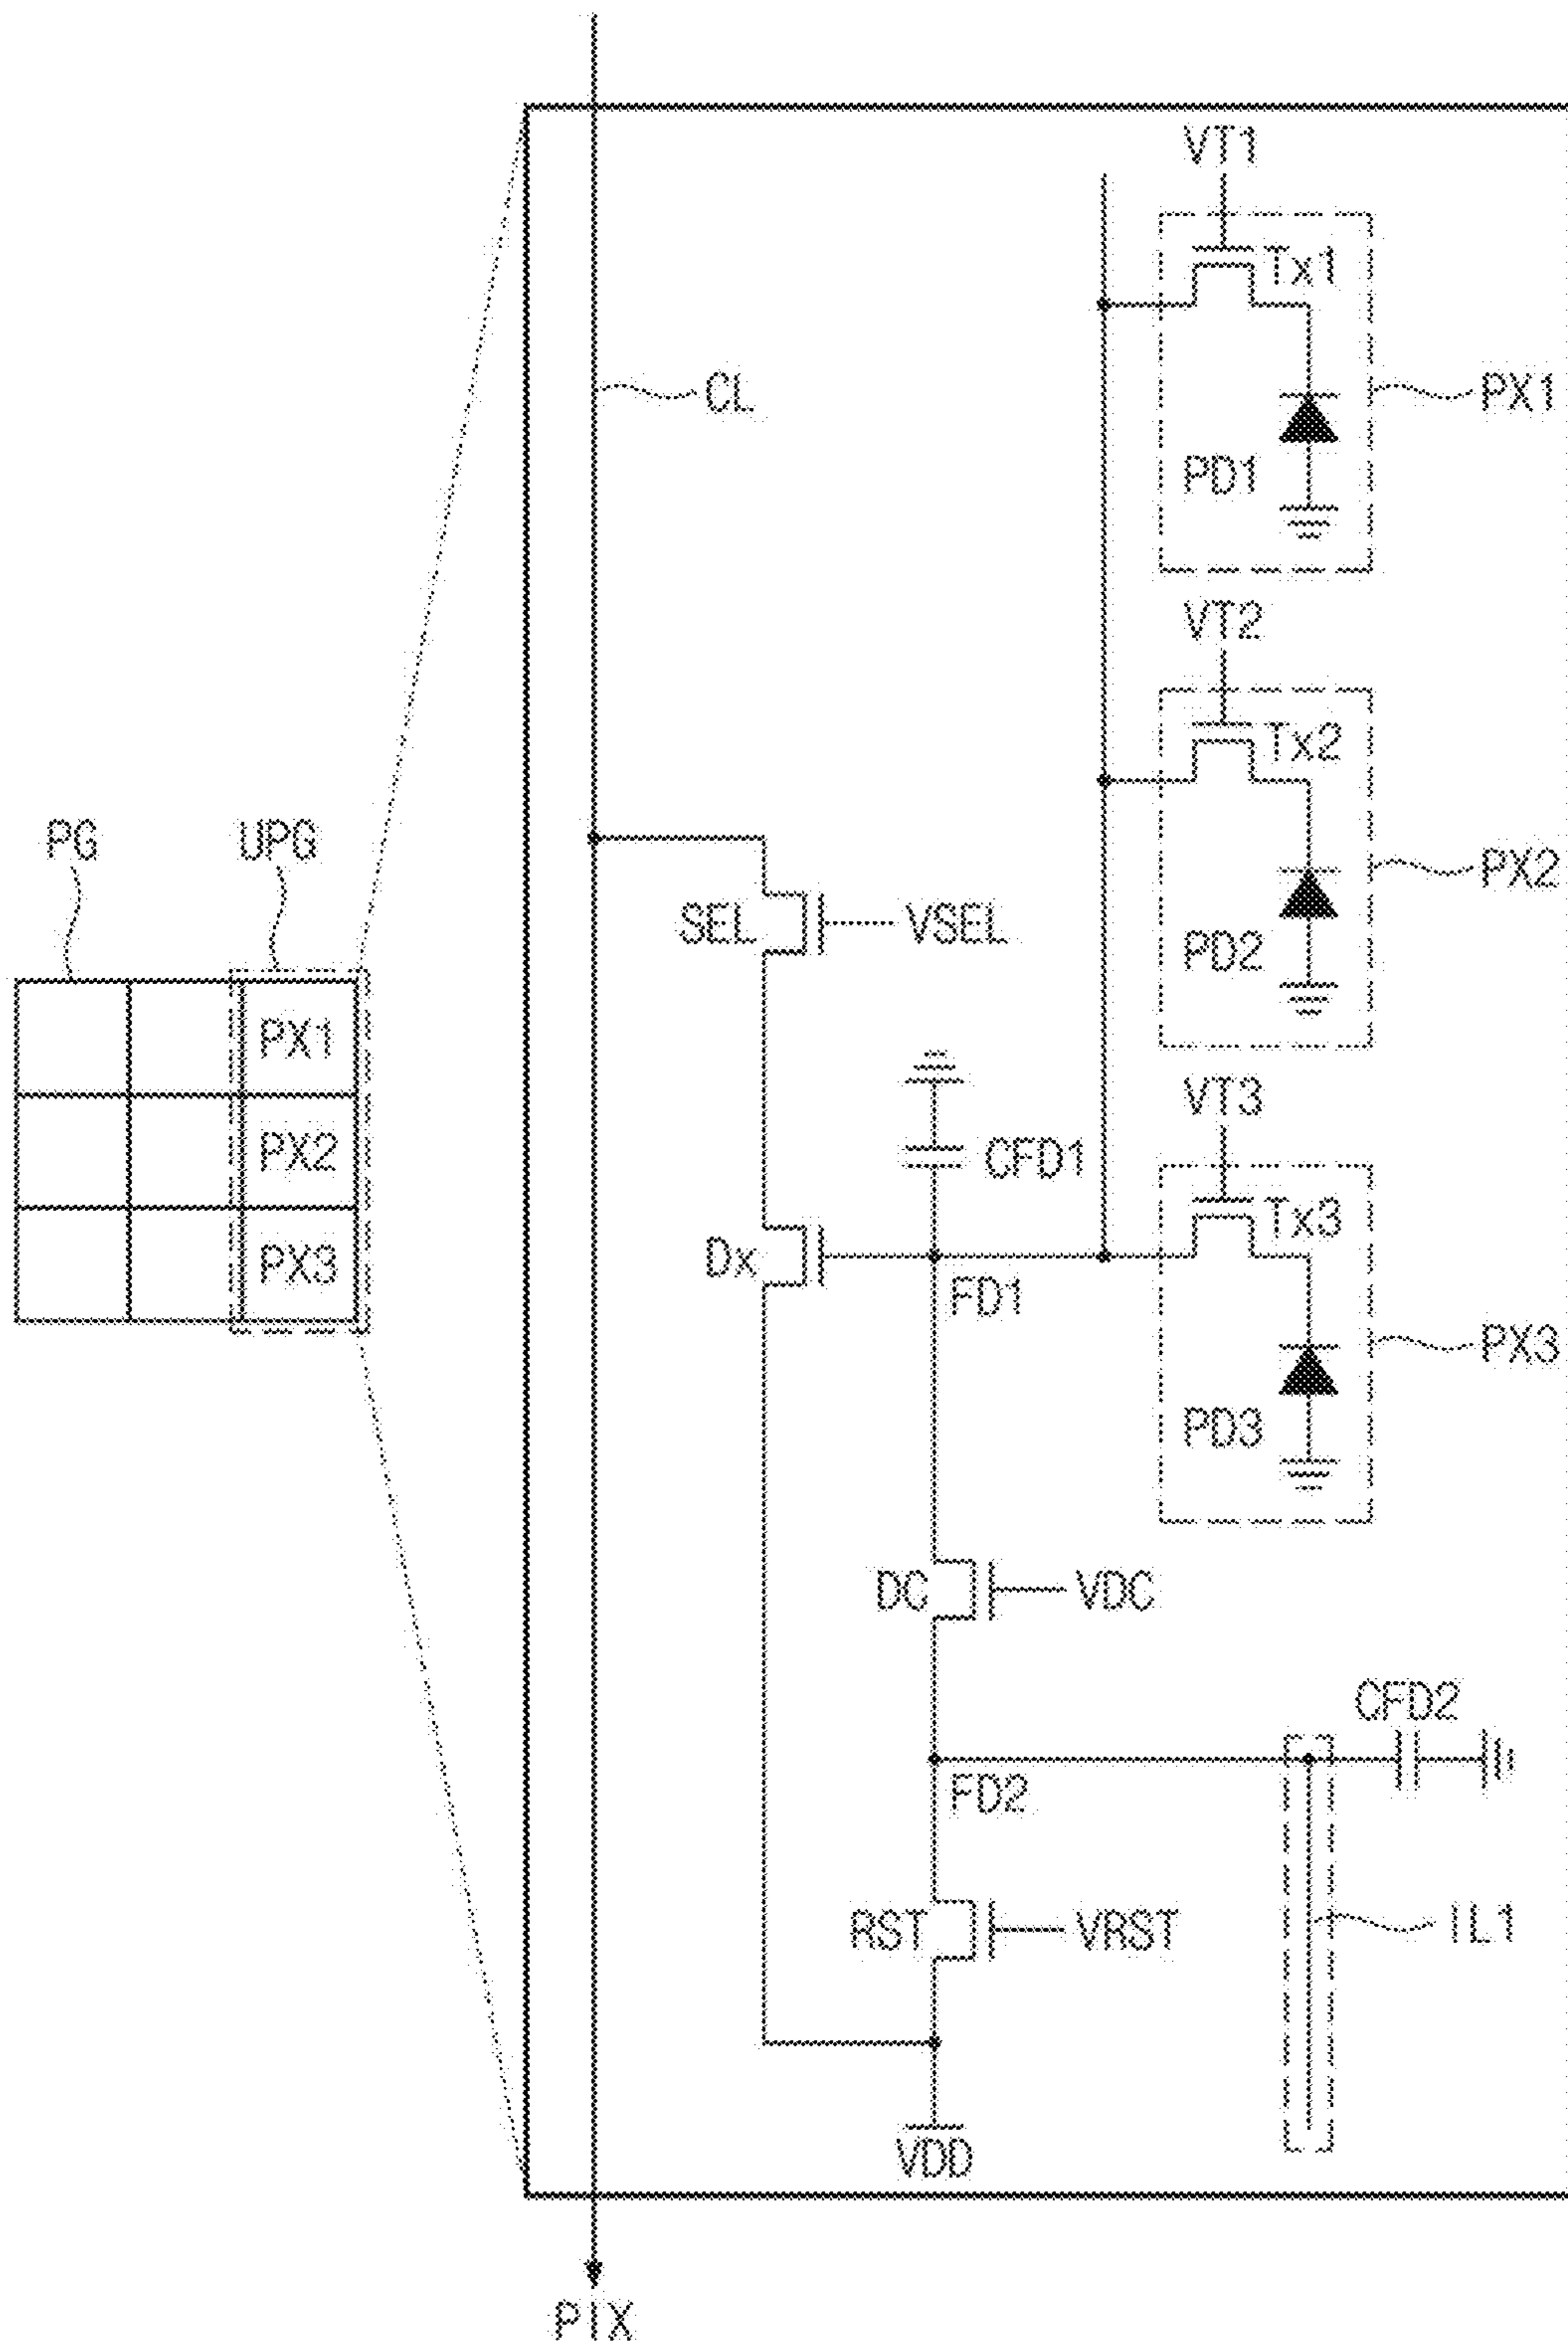 VT1
Tx1
CL
PX1
PD1
VT2
Tx2
PG
UPG
PX2
SEL
VSEL
PD2
PX1
VT3
PX2
CFD1
Tx3
Dx
PX3
FD1
PX3
PD3
DC
VDC
CFD2
FD2
RST
VRST
IL1
VDD
PIX